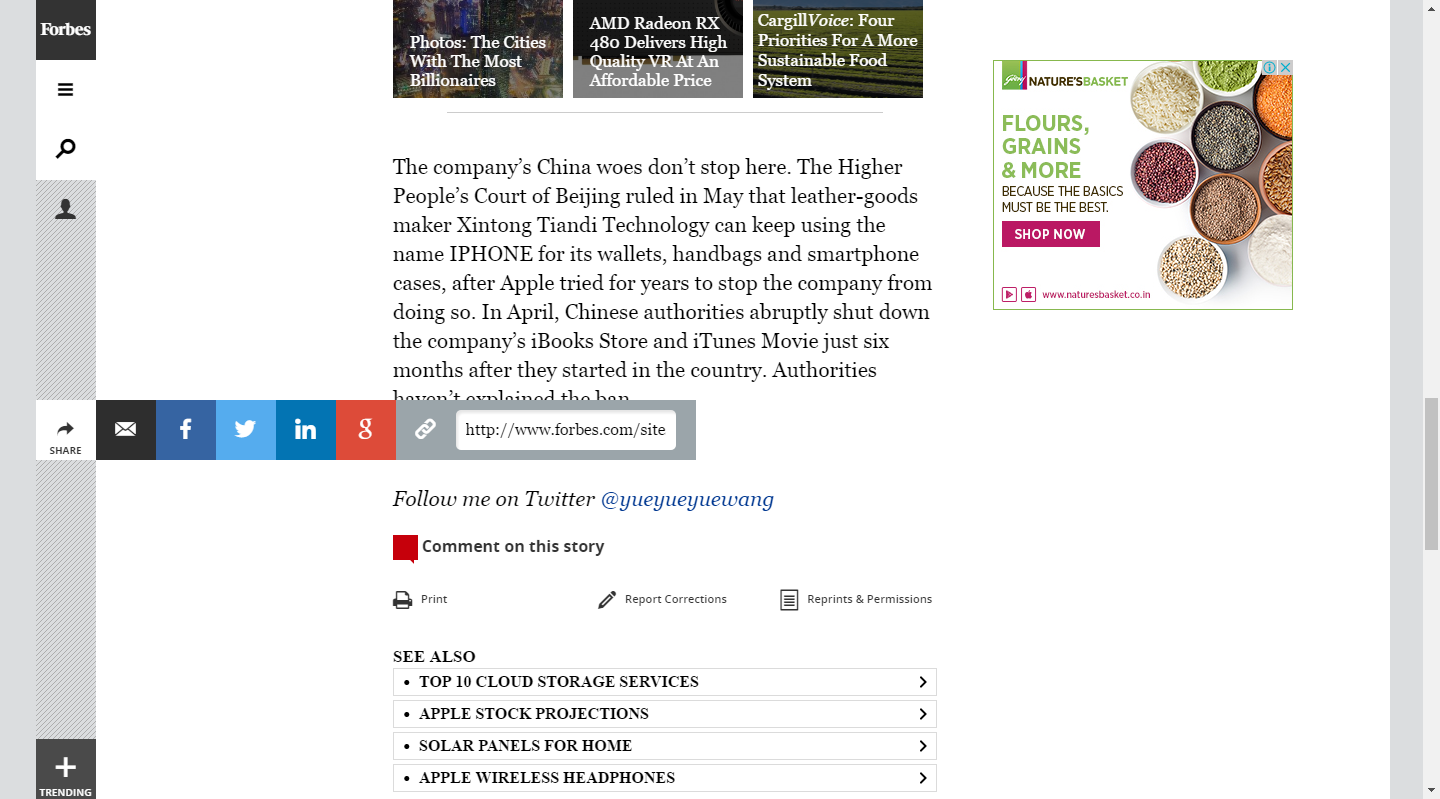 Forbes
Photos: The Cities
With The Most
Billionaires
AMD Radeon RX
480 Delivers High
Quality VR At An
Affordable Price
CargillVoice: Four
Priorities For A More
Sustainable Food
System
The company’s China woes don’t stop here. The Higher
People’s Court of Beijing ruled in May that leather-goods
maker Xintong Tiandi Technology can keep using the
name IPHONE for its wallets, handbags and smartphone
cases, after Apple tried for years to stop the company from
doing so. In April, Chinese authorities abruptly shut down
the company’s iBooks Store and iTunes Movie just six
months after they started in the country. Authorities
haven’t explained the ban.
SHARE
f
in
g
http://www.forbes.com/site
Follow me on Twitter @yueyueyuewang
Comment on this story
Print
Report Corrections
Reprints & Permissions
SEE ALSO
• TOP 10 CLOUD STORAGE SERVICES
• APPLE STOCK PROJECTIONS
• SOLAR PANELS FOR HOME
• APPLE WIRELESS HEADPHONES
TRENDING
NATURE'S BASKET
FLOURS,
GRAINS
& MORE
BECAUSE THE BASICS
MUST BE THE BEST.
SHOP NOW
www.naturesbasket.co.in